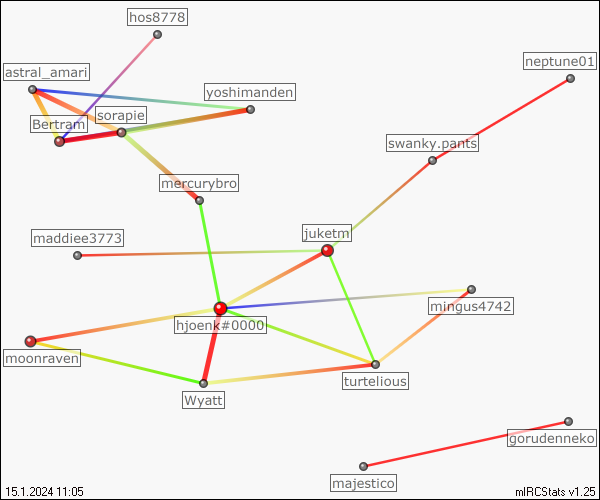 hos8778
neptune01
astral_amari
yoshimanden
sorapie
Bertram
swanky.pants
mercurybro
juketm
maddiee3773
mingus4742
hjoenk#0000
moonraven
turtelious
Wyatt
gorudenneko
majestico
15.1.2024 11:05
mIRCStats v1.25